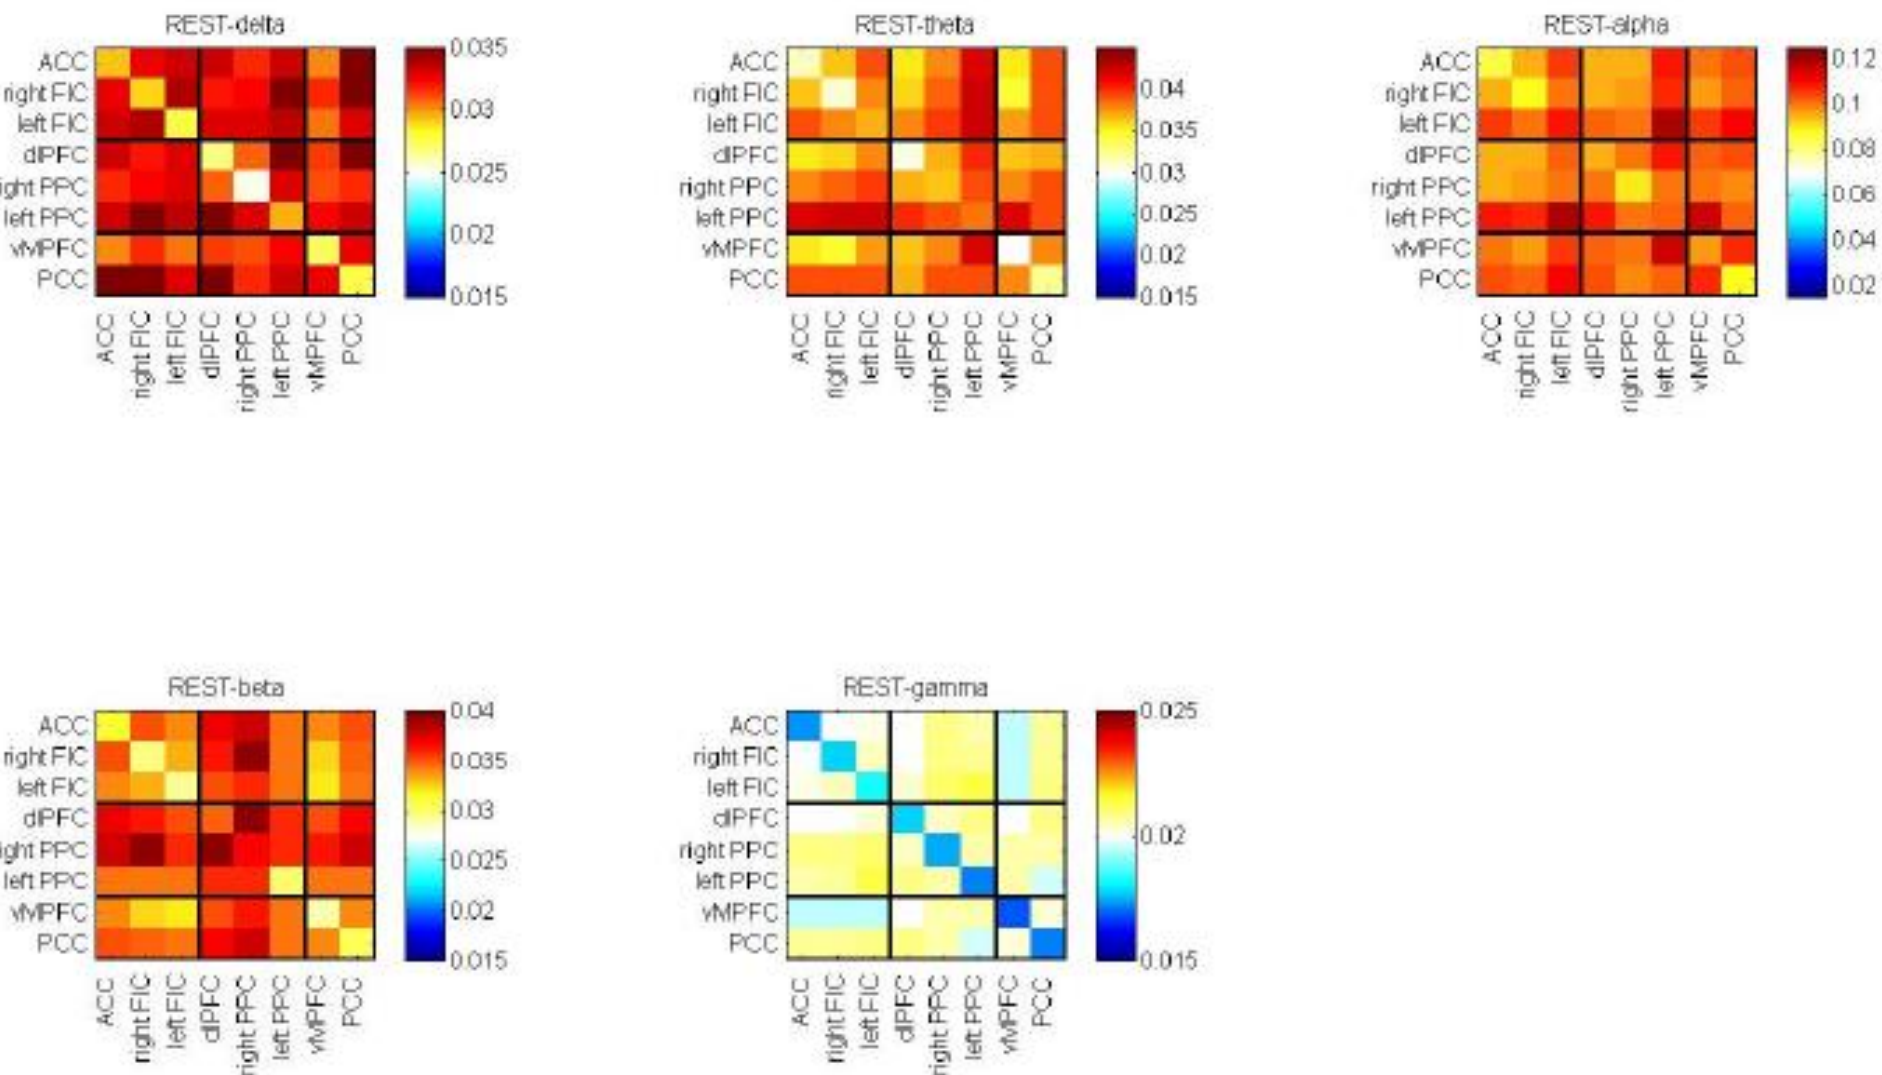 REST-delta
ACC
right FIC
left FIC
dlPFC
ight PPC
left PPC
vMPFC
PCC
0.035
0.03
0.025
0.02
0.015
ACC
right FIC
left FIC
dlPFC
right PPC
left PPC
vMPFC
PCC
REST-theta
ACC
right FIC
left FIC
dlPFC
right PPC
left PPC
vMPFC
PCC
0.04
0.035
0.03
0.025
0.02
0.015
ACC
right FIC
left FIC
dlPFC
right PPC
left PPC
vMPFC
PCC
REST-alpha
ACC
right FIC
left FIC
dlPFC
right PPC
left PPC
vMPFC
PCC
0.12
0.1
0.08
0.06
0.04
0.02
ACC
right FIC
left FIC
dlPFC
right PPC
left PPC
vMPFC
PCC
REST-beta
ACC
right FIC
left FIC
dlPFC
ight PPC
left PPC
vMPFC
PCC
0.04
0.035
0.03
0.025
0.02
0.015
ACC
right FIC
left FIC
dlPFC
right PPC
left PPC
vMPFC
PCC
REST-gamma
ACC
right FIC
left FIC
dlPFC
right PPC
left PPC
vMPFC
PCC
0.025
0.02
0.015
ACC
right FIC
left FIC
dlPFC
right PPC
left PPC
vMPFC
PCC